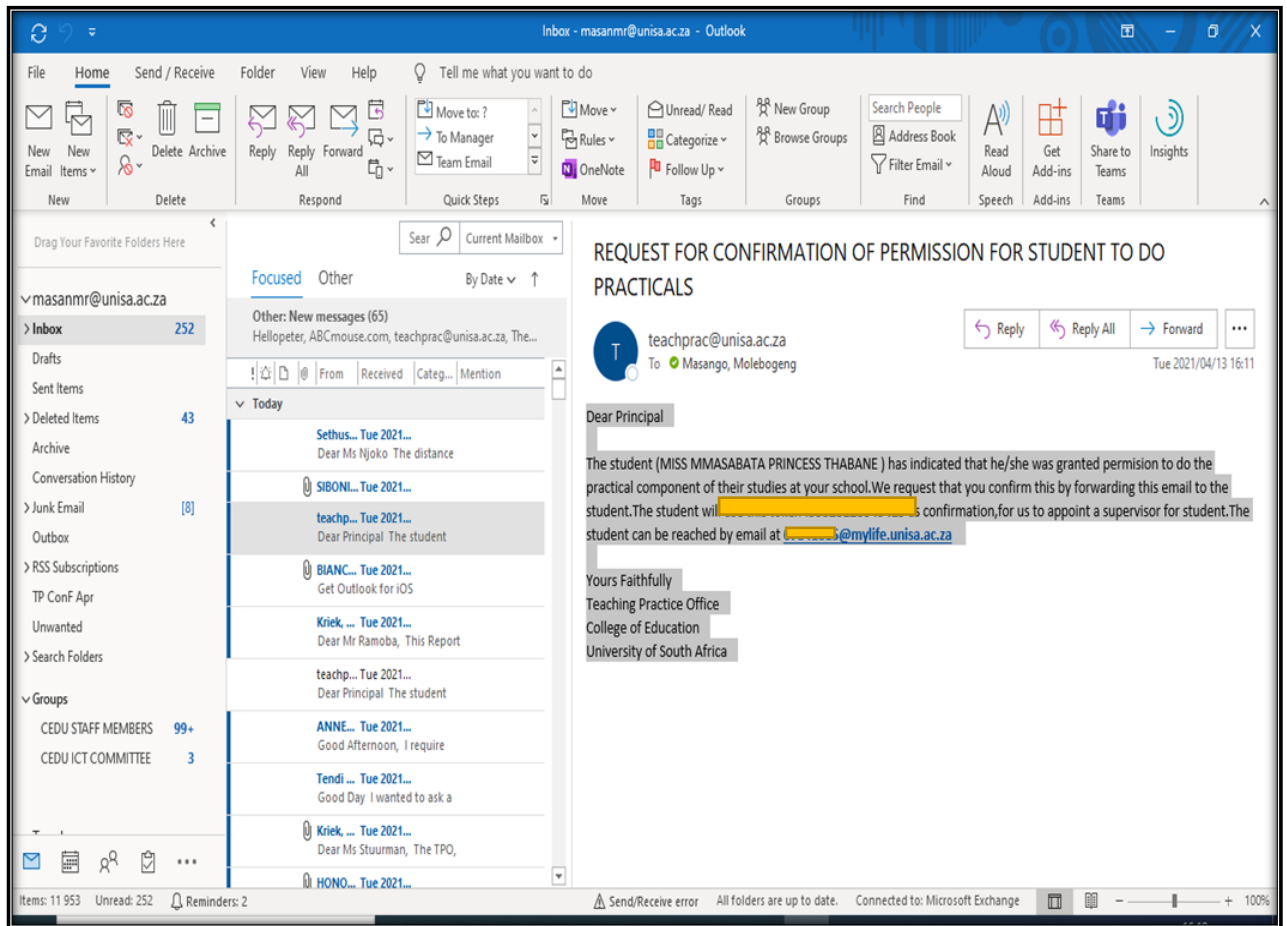 Inbox - masanmr@unisa.ac.za - Outlook
File Home Send / Receive Folder View Help Tell me what you want to do
New Email
New Items
Delete
Archive
Reply
Reply All
Forward
Move to: ?
To Manager
Team Email
Move
Rules
OneNote
Unread/ Read
Categorize
Follow Up
New Group
Browse Groups
Search People
Address Book
Filter Email
Read Aloud
Get Add-ins
Share to Teams
Insights
New Delete Respond Quick Steps Move Tags Groups Find Speech Add-ins Teams
Drag Your Favorite Folders Here
masanmr@unisa.ac.za
Inbox 252
Drafts
Sent Items
Deleted Items 43
Archive
Conversation History
Junk Email [8]
Outbox
RSS Subscriptions
TP ConF Apr
Unwanted
Search Folders
Groups
CEDU STAFF MEMBERS 99+
CEDU ICT COMMITTEE 3
Sear Current Mailbox
Focused Other By Date
Other: New messages (65)
Hellopeter, ABCmouse.com, teachprac@unisa.ac.za, The...
! From Received Categ... Mention
Today
Sethus... Tue 2021...
Dear Ms Njoko The distance
SIBONI... Tue 2021...
teachp... Tue 2021...
Dear Principal The student
BIANC... Tue 2021...
Get Outlook for iOS
Kriek, ... Tue 2021...
Dear Mr Ramoba, This Report
teachp... Tue 2021...
Dear Principal The student
ANNE... Tue 2021...
Good Afternoon, I require
Tendi ... Tue 2021...
Good Day I wanted to ask a
Kriek, ... Tue 2021...
Dear Ms Stuurman, The TPO,
HONO... Tue 2021...
REQUEST FOR CONFIRMATION OF PERMISSION FOR STUDENT TO DO
PRACTICALS
T
teachprac@unisa.ac.za
To Masango, Molebogeng
Reply Reply All Forward
Tue 2021/04/13 16:11
Dear Principal
The student (MISS MMASABATA PRINCESS THABANE ) has indicated that he/she was granted permision to do the
practical component of their studies at your school.We request that you confirm this by forwarding this email to the
student.The student wil confirmation,for us to appoint a supervisor for student.The
student can be reached by email at @mylife.unisa.ac.za
Yours Faithfully
Teaching Practice Office
College of Education
University of South Africa
Items: 11 953 Unread: 252 Reminders: 2 Send/Receive error All folders are up to date. Connected to: Microsoft Exchange 100%